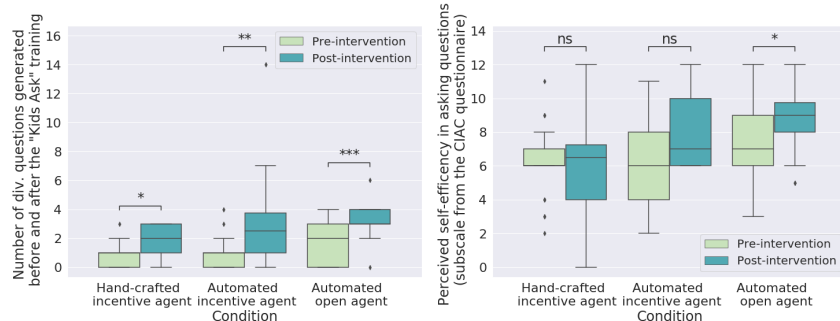 Number of div. questions generated
before and after the "Kids Ask" training
16
14
12
10
8
6
4
2
0
**
*
***
Pre-intervention
Post-intervention
Hand-crafted
incentive agent
Automated
incentive agent
Automated
open agent
Condition
Perceived self-efficency in asking questions
(subscale from the CIAC questionnaire)
14
12
10
8
6
4
2
0
ns
ns
*
Pre-intervention
Post-intervention
Hand-crafted
incentive agent
Automated
incentive agent
Automated
open agent
Condition